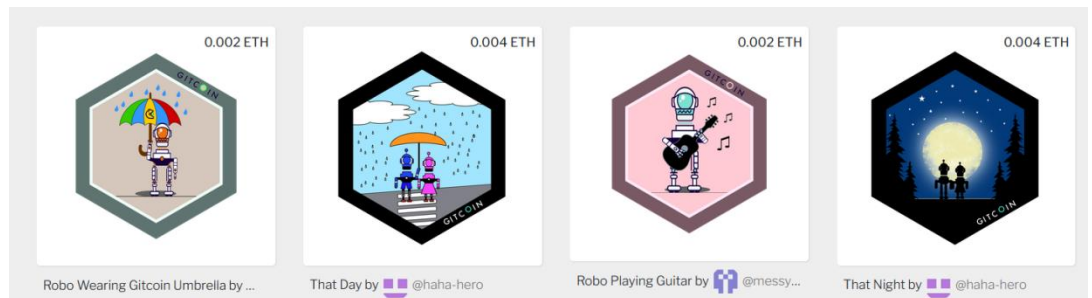 0.002 ETH
GITCOIN
Robo Wearing Gitcoin Umbrella by ...
0.004 ETH
GITCOIN
That Day by @haha-hero
0.002 ETH
GITCOIN
Robo Playing Guitar by @messy...
0.004 ETH
GITCOIN
That Night by @haha-hero